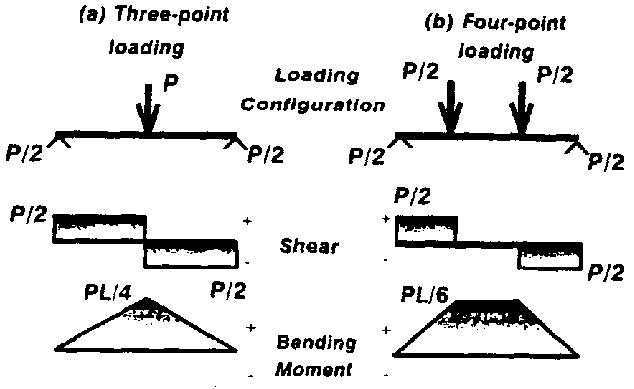 (a) Three-point
loading
P
P/2
P/2
Loading
Configuration
(b) Four-point
loading
P/2
P/2
P/2
P/2
P/2
P/2
+
-
Shear
+
-
P/2
P/2
PL/4
+
-
Bending
Moment
PL/6
+
-